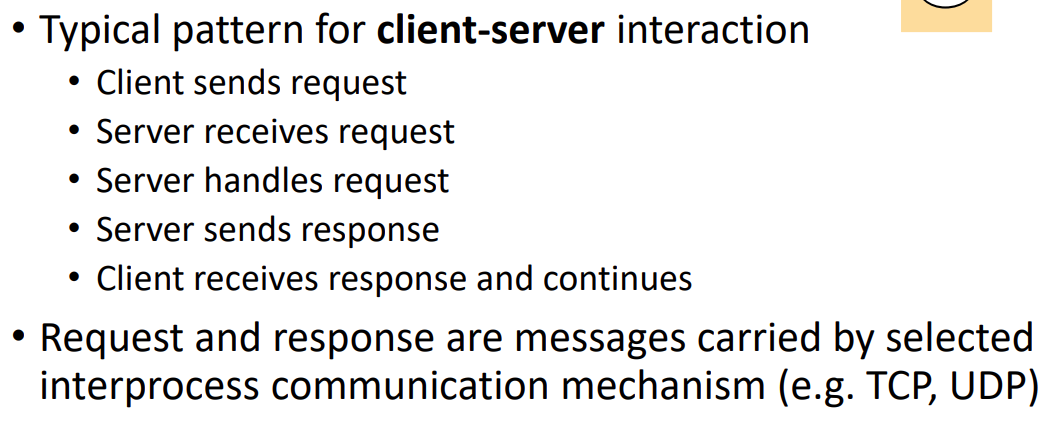 • Typical pattern for client-server interaction
• Client sends request
• Server receives request
• Server handles request
• Server sends response
• Client receives response and continues
• Request and response are messages carried by selected
interprocess communication mechanism (e.g. TCP, UDP)